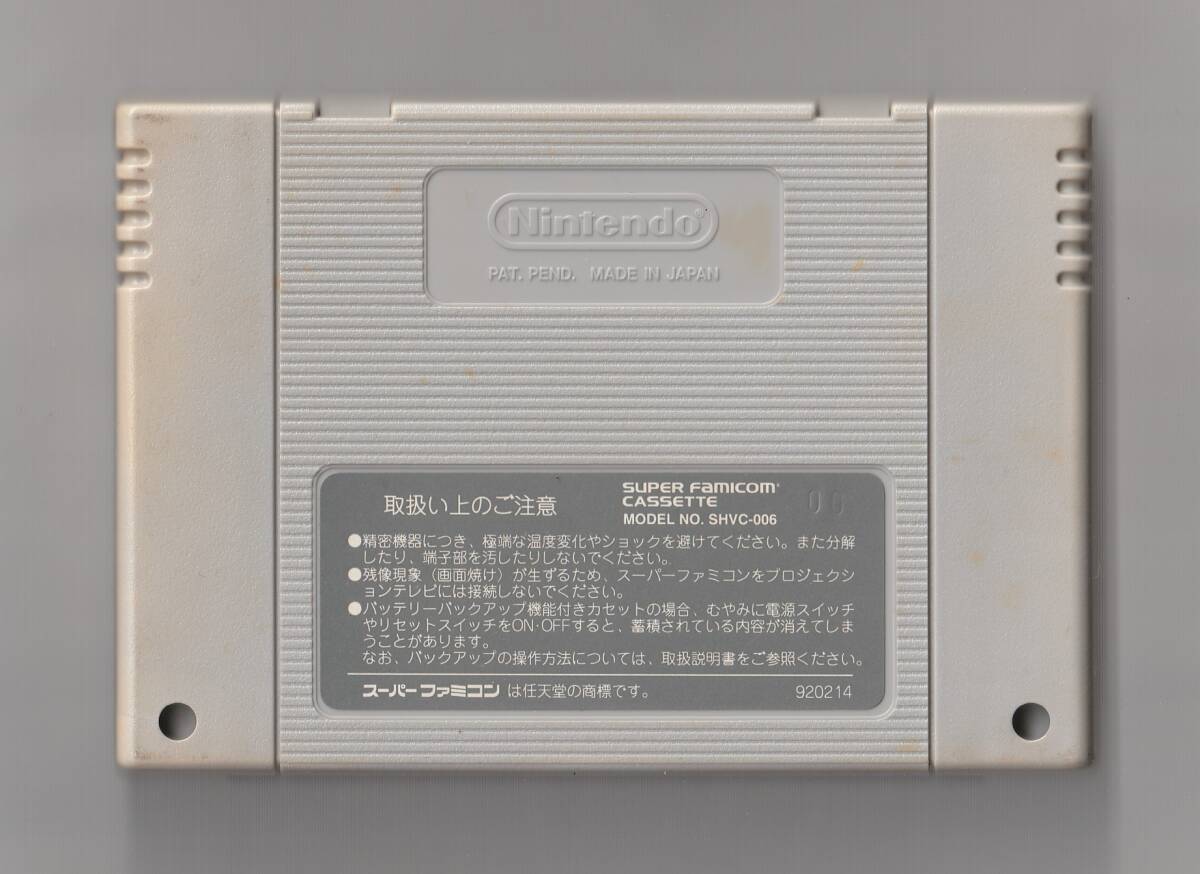 Nintendo®
PAT. PEND. MADE IN JAPAN
取扱い上のご注意
SUPER FAMICOM
CASSETTE
MODEL NO. SHVC-006
06
●精密機器につき、極端な温度変化やショックを避けてください。また分解
したり、端子部を汚したりしないでください。
●残像現象（画面焼け）が生ずるため、スーパーファミコンをプロジェクシ
ョンテレビには接続しないでください。
●バッテリーバックアップ機能付きカセットの場合、むやみに電源スイッチ
やリセットスイッチをON·OFFすると、蓄積されている内容が消えてしま
うことがあります。
なお、バックアップの操作方法については、取扱説明書をご参照ください。
スーパーファミコン は任天堂の商標です。
920214